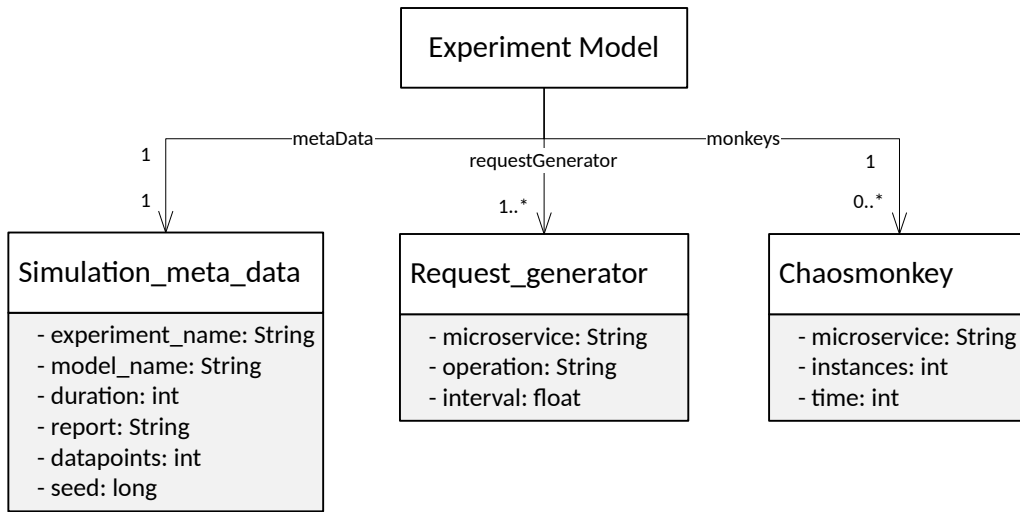 Experiment Model
metaData
monkeys
1
requestGenerator
1
1
1..*
0..*
Simulation_meta_data
- experiment_name: String
- model_name: String
- duration: int
- report: String
- datapoints: int
- seed: long
Request_generator
- microservice: String
- operation: String
- interval: float
Chaosmonkey
- microservice: String
- instances: int
- time: int